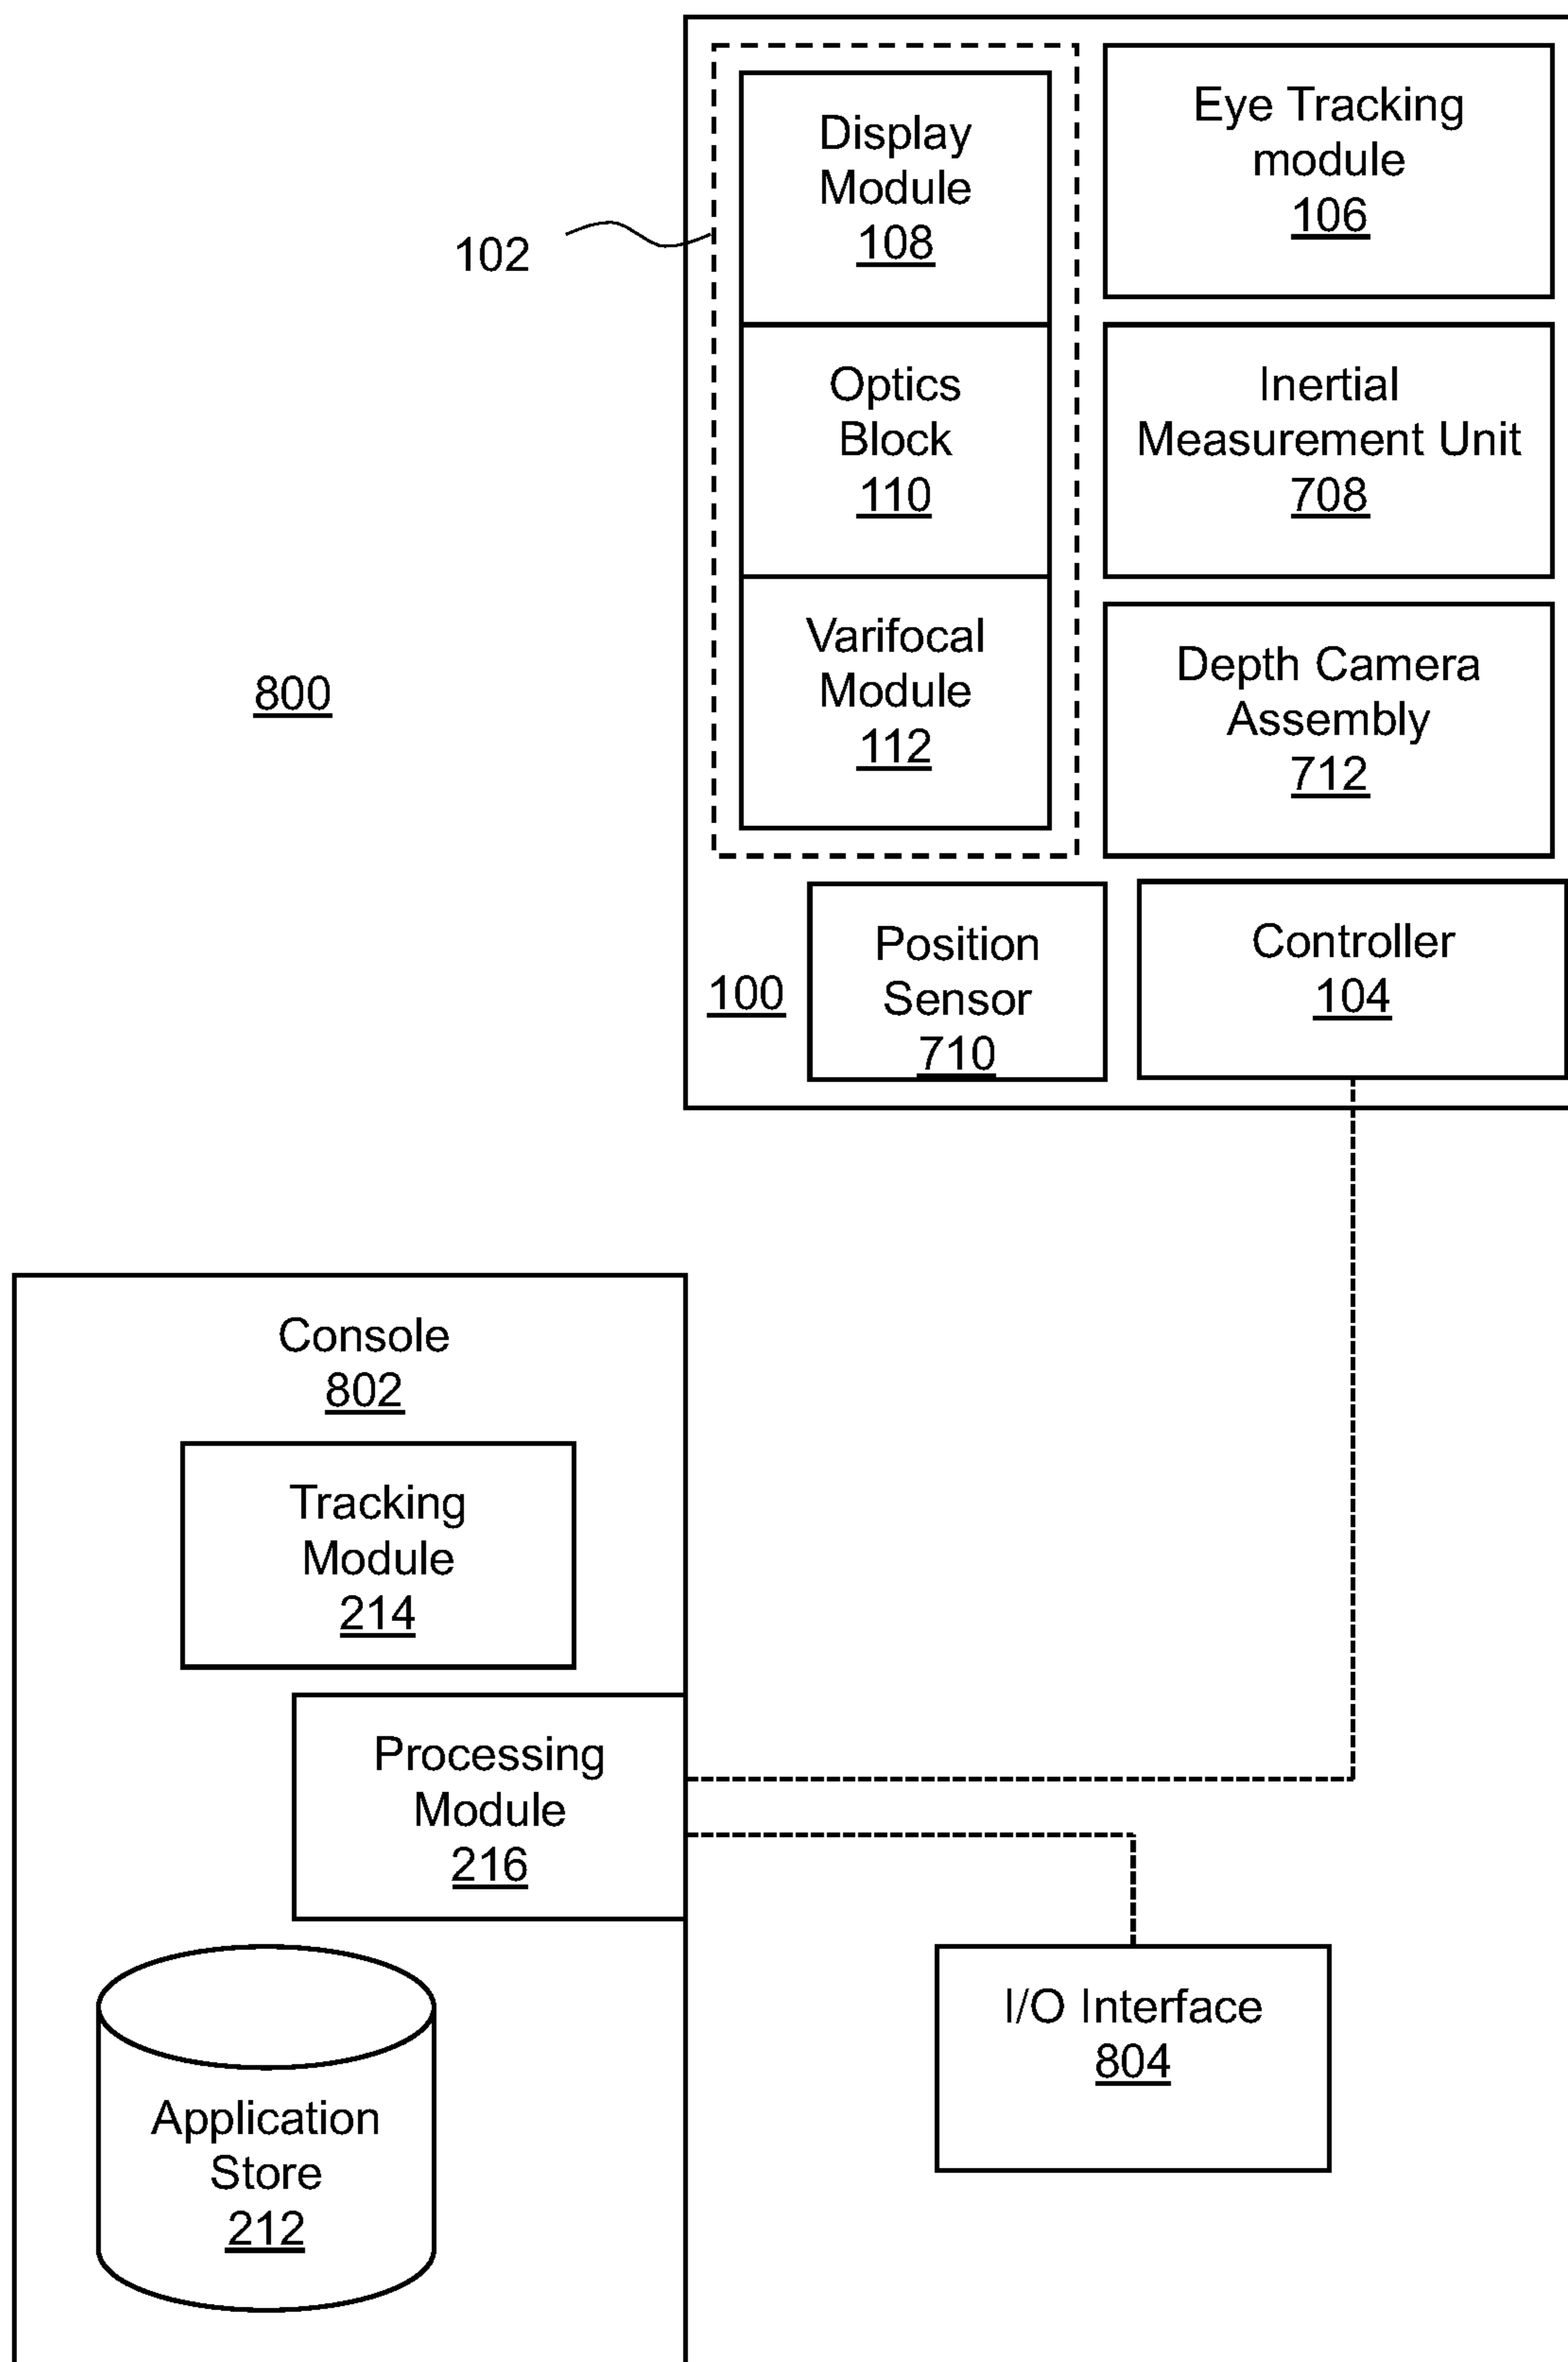 Display
Module
108
Eye Tracking
module
106
102
Optics
Block
110
Inertial
Measurement Unit
708
Varifocal
Module
112
Depth Camera
Assembly
712
800
Position
Sensor
710
Controller
104
100
Console
802
Tracking
Module
214
Processing
Module
216
I/O Interface
804
Application
Store
212